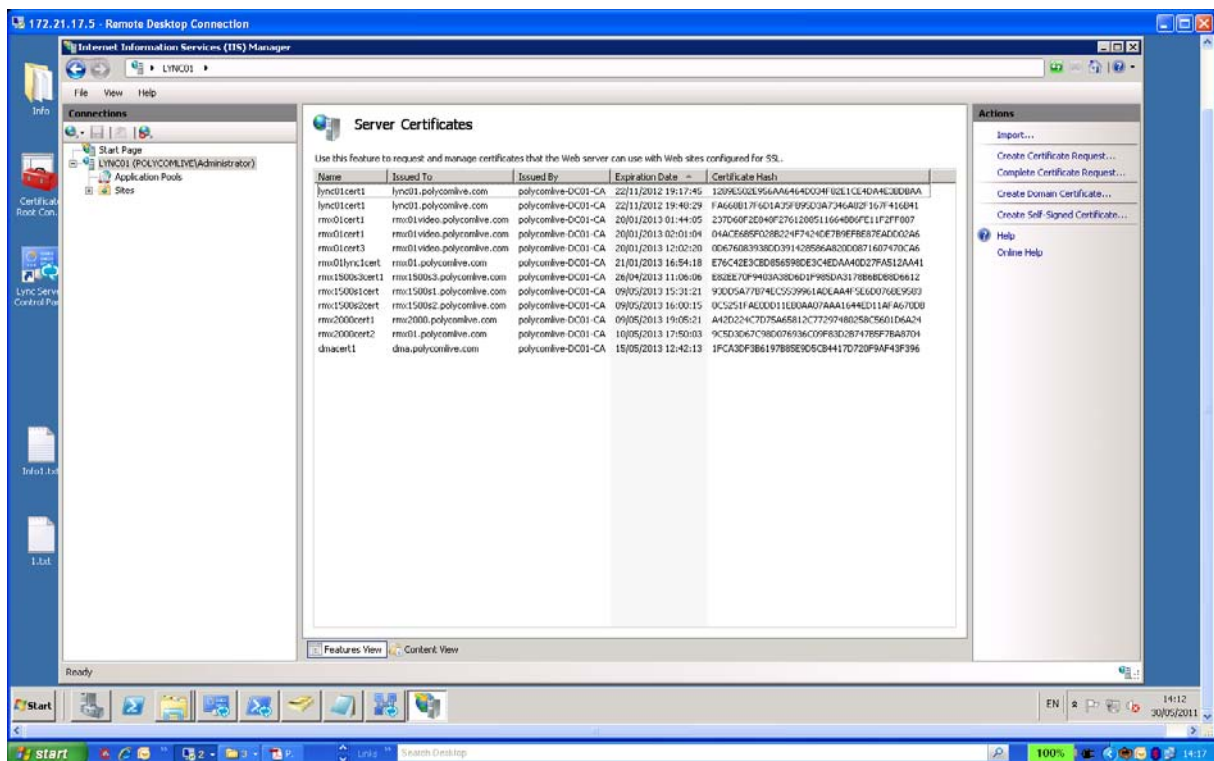 172.21.17.5 - Remote Desktop Connection
Internet Information Services (IIS) Manager
LYNC01
File View Help
Info
Connections
Start Page
LYNC01 (POLYCOMLIVE\Administrator)
Application Pools
Sites
Server Certificates
Use this feature to request and manage certificates that the Web server can use with Web sites configured for SSL.
Name Issued To Issued By Expiration Date Certificate Hash
lync01cert1 lync01.polycomlive.com polycomlive-DC01-CA 22/11/2012 19:17:45
lync01cert1 lync01.polycomlive.com polycomlive-DC01-CA 22/11/2012 19:40:29
rmx01cert1 rmx01video.polycomlive.com polycomlive-DC01-CA 20/01/2013 01:44:05
rmx01cert1 rmx01video.polycomlive.com polycomlive-DC01-CA 20/01/2013 02:01:04
rmx01cert3 rmx01video.polycomlive.com polycomlive-DC01-CA 20/01/2013 12:02:20
rmx01lync1cert rmx01.polycomlive.com polycomlive-DC01-CA 21/01/2013 16:54:18
rmx1500s3cert1 rmx1500s3.polycomlive.com polycomlive-DC01-CA 26/04/2013 11:06:06
rmx1500s1cert rmx1500s1.polycomlive.com polycomlive-DC01-CA 09/05/2013 15:31:21
rmx1500s2cert rmx1500s2.polycomlive.com polycomlive-DC01-CA 09/05/2013 16:00:15
rmx2000cert1 rmx2000.polycomlive.com polycomlive-DC01-CA 09/05/2013 19:05:21
rmx2000cert2 rmx01.polycomlive.com polycomlive-DC01-CA 10/05/2013 17:50:03
dmacert1 dma.polycomlive.com polycomlive-DC01-CA 15/05/2013 12:42:13
Actions
Import...
Create Certificate Request...
Complete Certificate Request...
Create Domain Certificate...
Create Self-Signed Certificate...
Help
Online Help
Certificat
Root Con.
Lync Serve
Control Pan
Info1.txt
1.txt
Features View Content View
Ready
Start
EN
14:12
30/05/2011
start
2
3
P.
Links
Search Desktop
100%
14:17